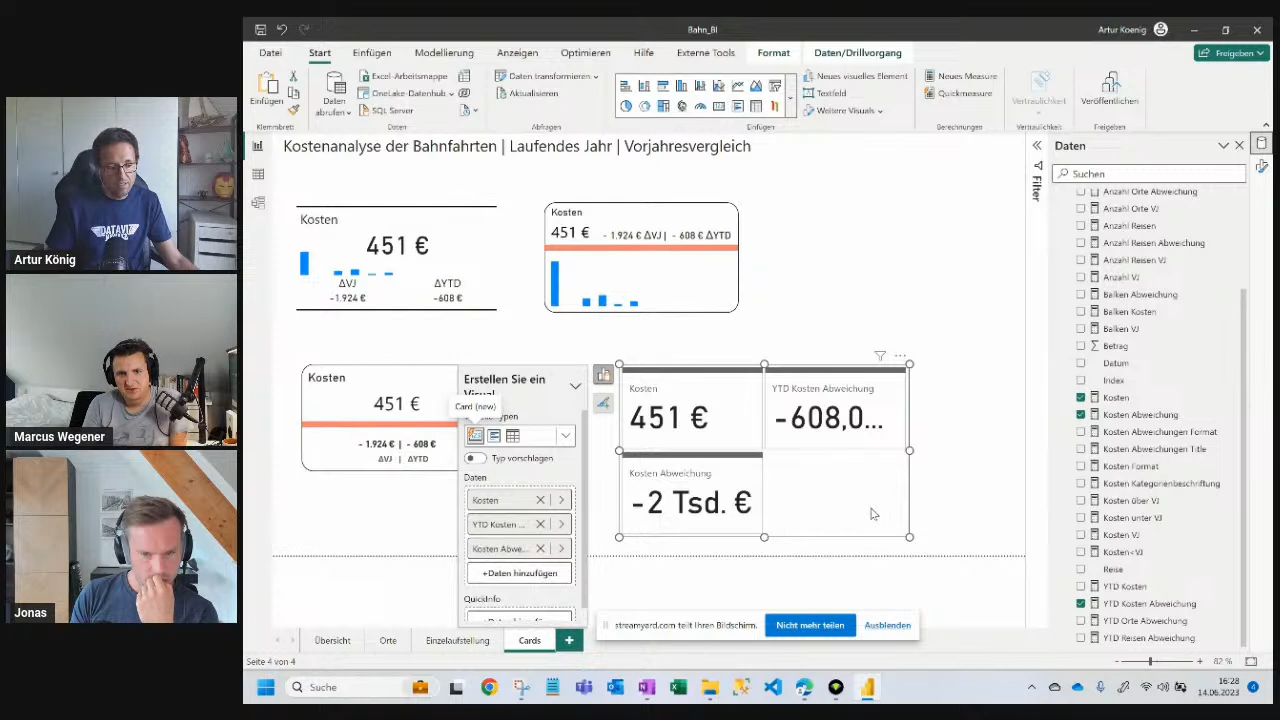 Bahn_BI
Artur Koenig
Datei Start Einfügen Modellierung Anzeigen Optimieren Hilfe Externe Tools Format Daten/Drillvorgang
Freigeben
Einfügen
Daten abrufen
Excel-Arbeitsmappe
OneLake-Datenhub
SQL Server
Daten transformieren
Aktualisieren
Neues visuelles Element
Textfeld
Weitere Visuals
Neues Measure
Quickmeasure
Vertraulichkeit
Veröffentlichen
Klemmbrett Daten Abfragen Einfügen Berechnungen Vertraulichkeit Freigeben
Kostenanalyse der Bahnfahrten | Laufendes Jahr | Vorjahresvergleich
Kosten
451 €
ΔVJ ΔYTD
-1.924 € -608 €
Kosten
451 € - 1.924 € ΔVJ | - 608 € ΔYTD
Kosten
451 €
- 1.924 € | - 608 €
ΔVJ | ΔYTD
Erstellen Sie ein
Card (new)
Typ vorschlagen
Daten
Kosten
YTD Kosten ...
Kosten Abwe...
+Daten hinzufügen
QuickInfo
Kosten
451 €
YTD Kosten Abweichung
-608,0...
Kosten Abweichung
-2 Tsd. €
Filter
Daten
Suchen
Anzahl Orte Abweichung
Anzahl Orte VJ
Anzahl Reisen
Anzahl Reisen Abweichung
Anzahl Reisen VJ
Anzahl VJ
Balken Abweichung
Balken Kosten
Balken VJ
Betrag
Datum
Index
Kosten
Kosten Abweichung
Kosten Abweichungen Format
Kosten Abweichungen Title
Kosten Format
Kosten Kategorienbeschriftung
Kosten über VJ
Kosten unter VJ
Kosten VJ
Kosten<VJ
Reise
YTD Kosten
YTD Kosten Abweichung
YTD Orte Abweichung
YTD Reisen Abweichung
streamyard.com teilt Ihren Bildschirm. Nicht mehr teilen Ausblenden
Übersicht Orte Einzelaufstellung Cards
Seite 4 von 4
82 %
Suche
16:28
14.06.2023
Artur König
DATAVI
Marcus Wegener
Jonas